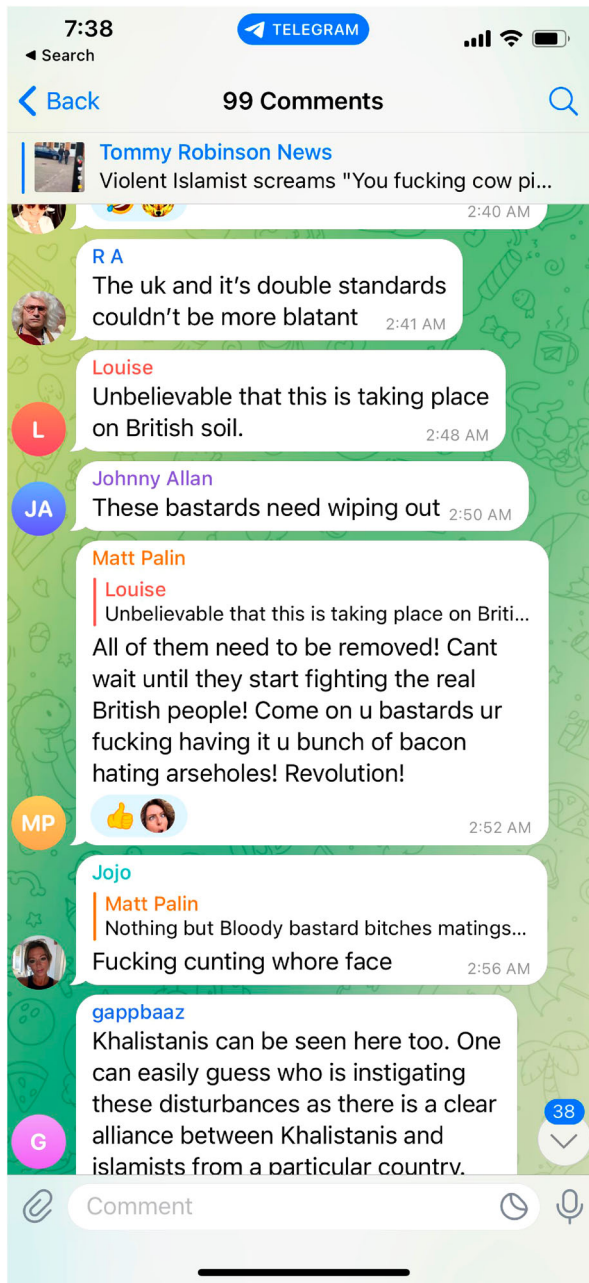 7:38
TELEGRAM
Search
Back
99 Comments
Tommy Robinson News
Violent Islamist screams "You fucking cow pi...
2:40 AM
R A
The uk and it's double standards
couldn't be more blatant 2:41 AM
Louise
Unbelievable that this is taking place
on British soil. 2:48 AM
L
Johnny Allan
These bastards need wiping out 2:50 AM
JA
Matt Palin
Louise
Unbelievable that this is taking place on Briti...
All of them need to be removed! Cant
wait until they start fighting the real
British people! Come on u bastards ur
fucking having it u bunch of bacon
hating arseholes! Revolution!
MP
2:52 AM
Jojo
Matt Palin
Nothing but Bloody bastard bitches matings...
Fucking cunting whore face 2:56 AM
gappbaaz
Khalistanis can be seen here too. One
can easily guess who is instigating
these disturbances as there is a clear
alliance between Khalistanis and
islamists from a particular country.
G
38
Comment